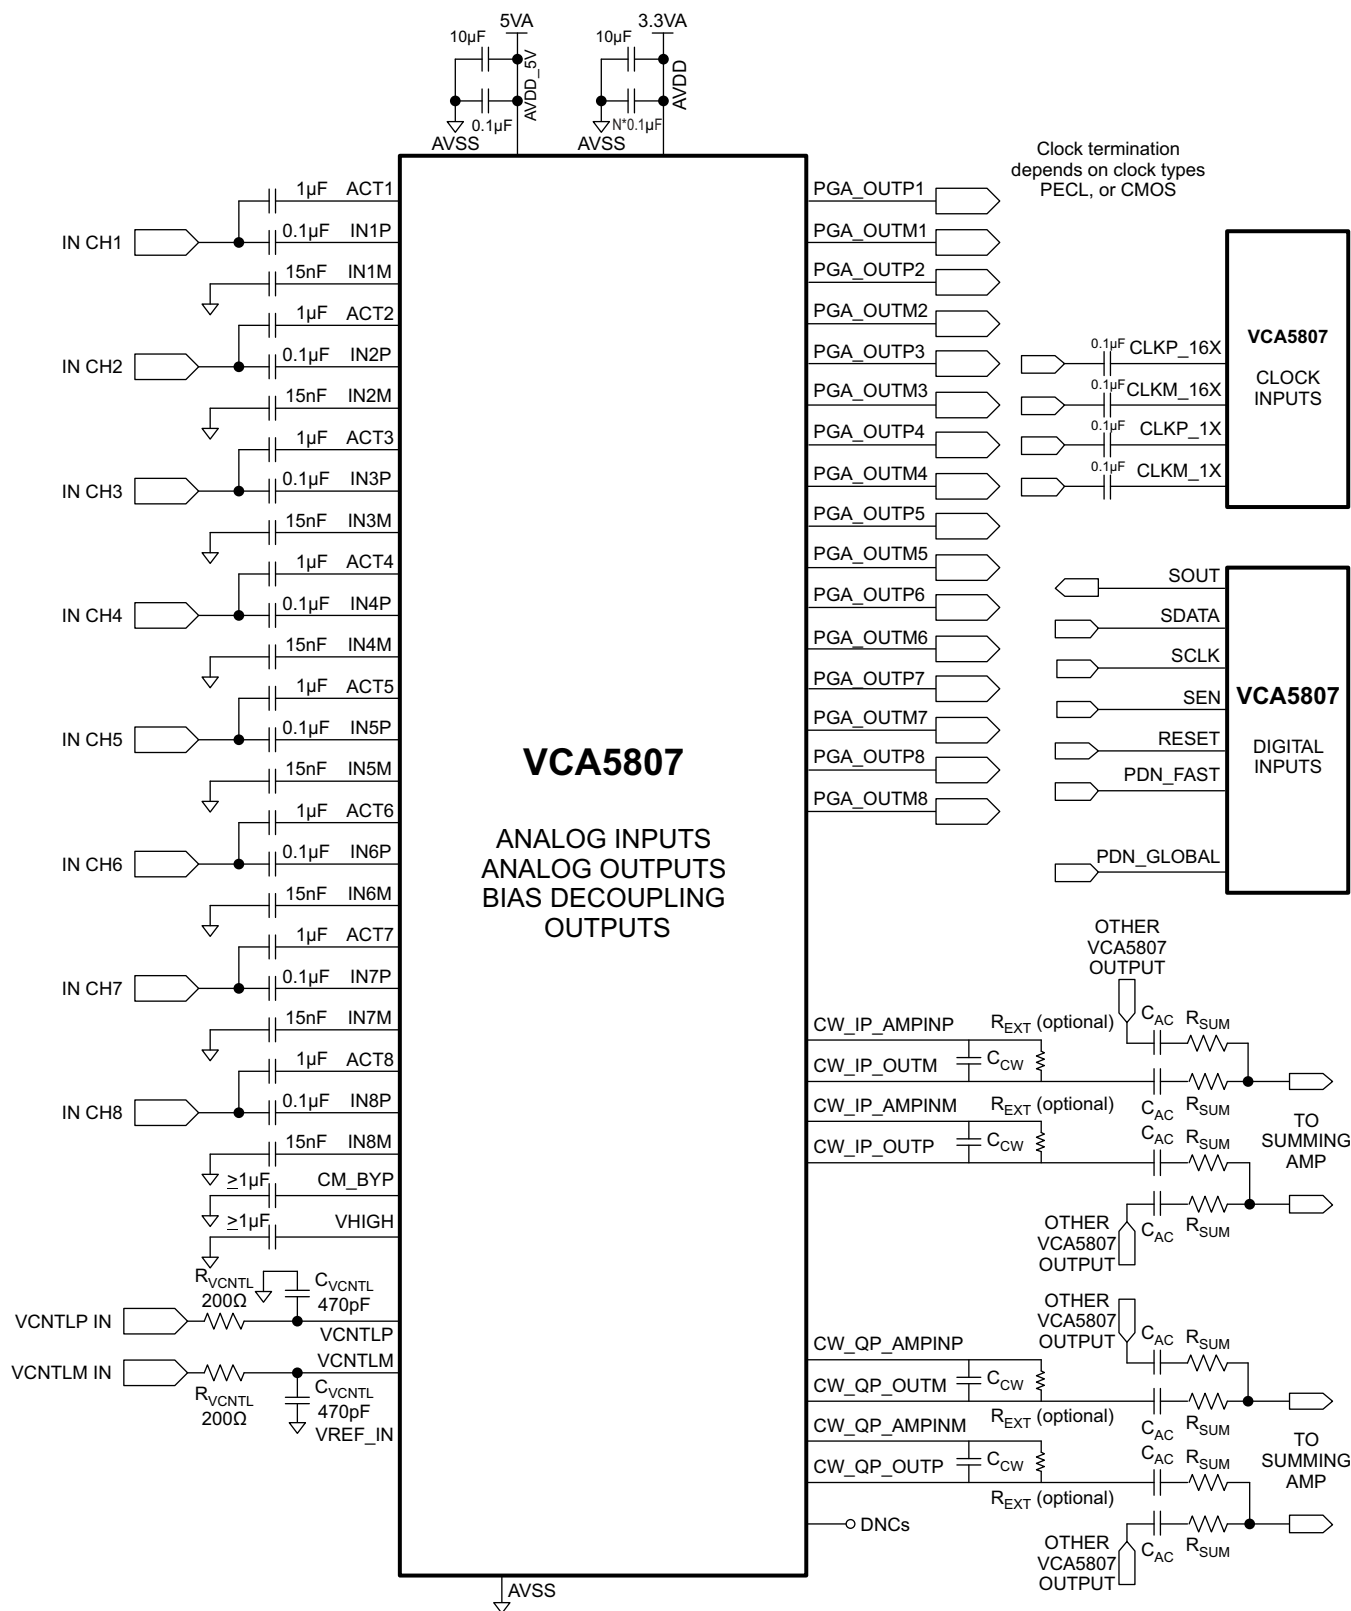 5VA
10µF
AVDD_5V
0.1µF
AVSS
3.3VA
10µF
AVDD
N*0.1µF
AVSS
1µF ACT1
IN CH1
0.1µF IN1P
15nF IN1M
1µF ACT2
IN CH2
0.1µF IN2P
15nF IN2M
1µF ACT3
IN CH3
0.1µF IN3P
15nF IN3M
1µF ACT4
IN CH4
0.1µF IN4P
15nF IN4M
1µF ACT5
IN CH5
0.1µF IN5P
15nF IN5M
1µF ACT6
IN CH6
0.1µF IN6P
15nF IN6M
1µF ACT7
IN CH7
0.1µF IN7P
15nF IN7M
1µF ACT8
IN CH8
0.1µF IN8P
15nF IN8M
≥1µF CM_BYP
≥1µF VHIGH
RVCNTL
200Ω
CVCNTL
470pF
VCNTLP IN
VCNTLP
VCNTLM IN
VCNTLM
RVCNTL
200Ω
CVCNTL
470pF
VREF_IN
VCA5807
ANALOG INPUTS
ANALOG OUTPUTS
BIAS DECOUPLING
OUTPUTS
AVSS
PGA_OUTP1
PGA_OUTM1
PGA_OUTP2
PGA_OUTM2
PGA_OUTP3
PGA_OUTM3
PGA_OUTP4
PGA_OUTM4
PGA_OUTP5
PGA_OUTM5
PGA_OUTP6
PGA_OUTM6
PGA_OUTP7
PGA_OUTM7
PGA_OUTP8
PGA_OUTM8
Clock termination
depends on clock types
PECL, or CMOS
0.1µF CLKP_16X
0.1µF CLKM_16X
0.1µF CLKP_1X
0.1µF CLKM_1X
VCA5807
CLOCK
INPUTS
SOUT
SDATA
SCLK
SEN
RESET
PDN_FAST
PDN_GLOBAL
VCA5807
DIGITAL
INPUTS
OTHER
VCA5807
OUTPUT
CAC RSUM
CW_IP_AMPINP
REXT (optional)
CCW
CW_IP_OUTM
CAC RSUM
CW_IP_AMPINM
REXT (optional)
CAC RSUM
CCW
CW_IP_OUTP
TO
SUMMING
AMP
CAC RSUM
OTHER
VCA5807
OUTPUT
OTHER
VCA5807
OUTPUT
CAC RSUM
CW_QP_AMPINP
CCW
CW_QP_OUTM
REXT (optional)
CAC RSUM
CW_QP_AMPINM
CAC RSUM
CCW
CW_QP_OUTP
REXT (optional)
TO
SUMMING
AMP
CAC RSUM
OTHER
VCA5807
OUTPUT
DNCs